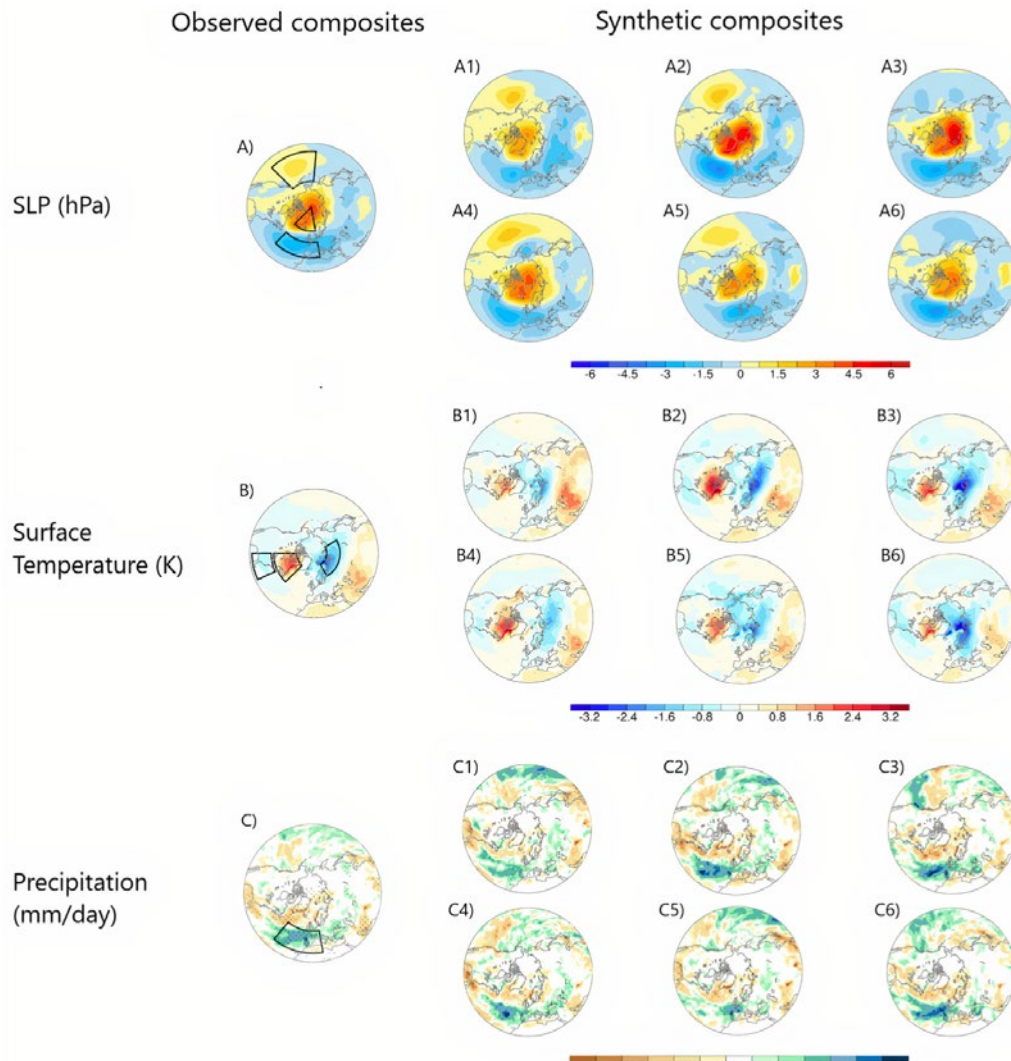 Observed composites
Synthetic composites
A1)
A2)
A3)
A)
SLP (hPa)
A4)
A5)
A6)
-6 -4.5 -3 -1.5 0 1.5 3 4.5 6
B1)
B2)
B3)
B)
Surface
Temperature (K)
B4)
B5)
B6)
-3.2 -2.4 -1.6 -0.8 0 0.8 1.6 2.4 3.2
C1)
C2)
C3)
C)
Precipitation
(mm/day)
C4)
C5)
C6)